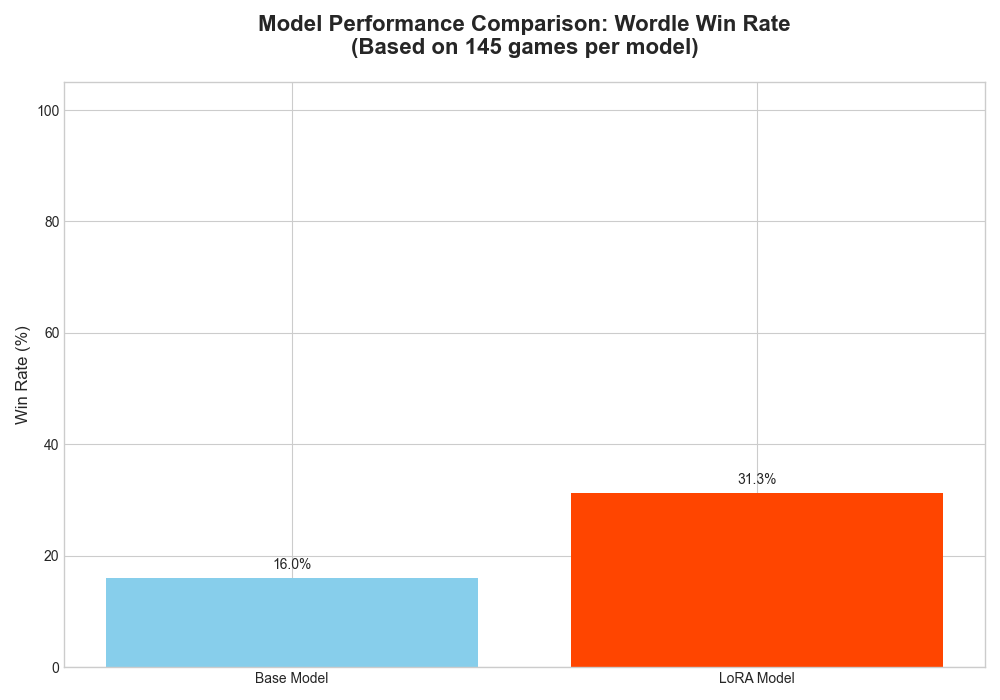 Model Performance Comparison: Wordle Win Rate
(Based on 145 games per model)
100
80
60
40
20
0
Win Rate (%)
16.0%
31.3%
Base Model
LoRA Model